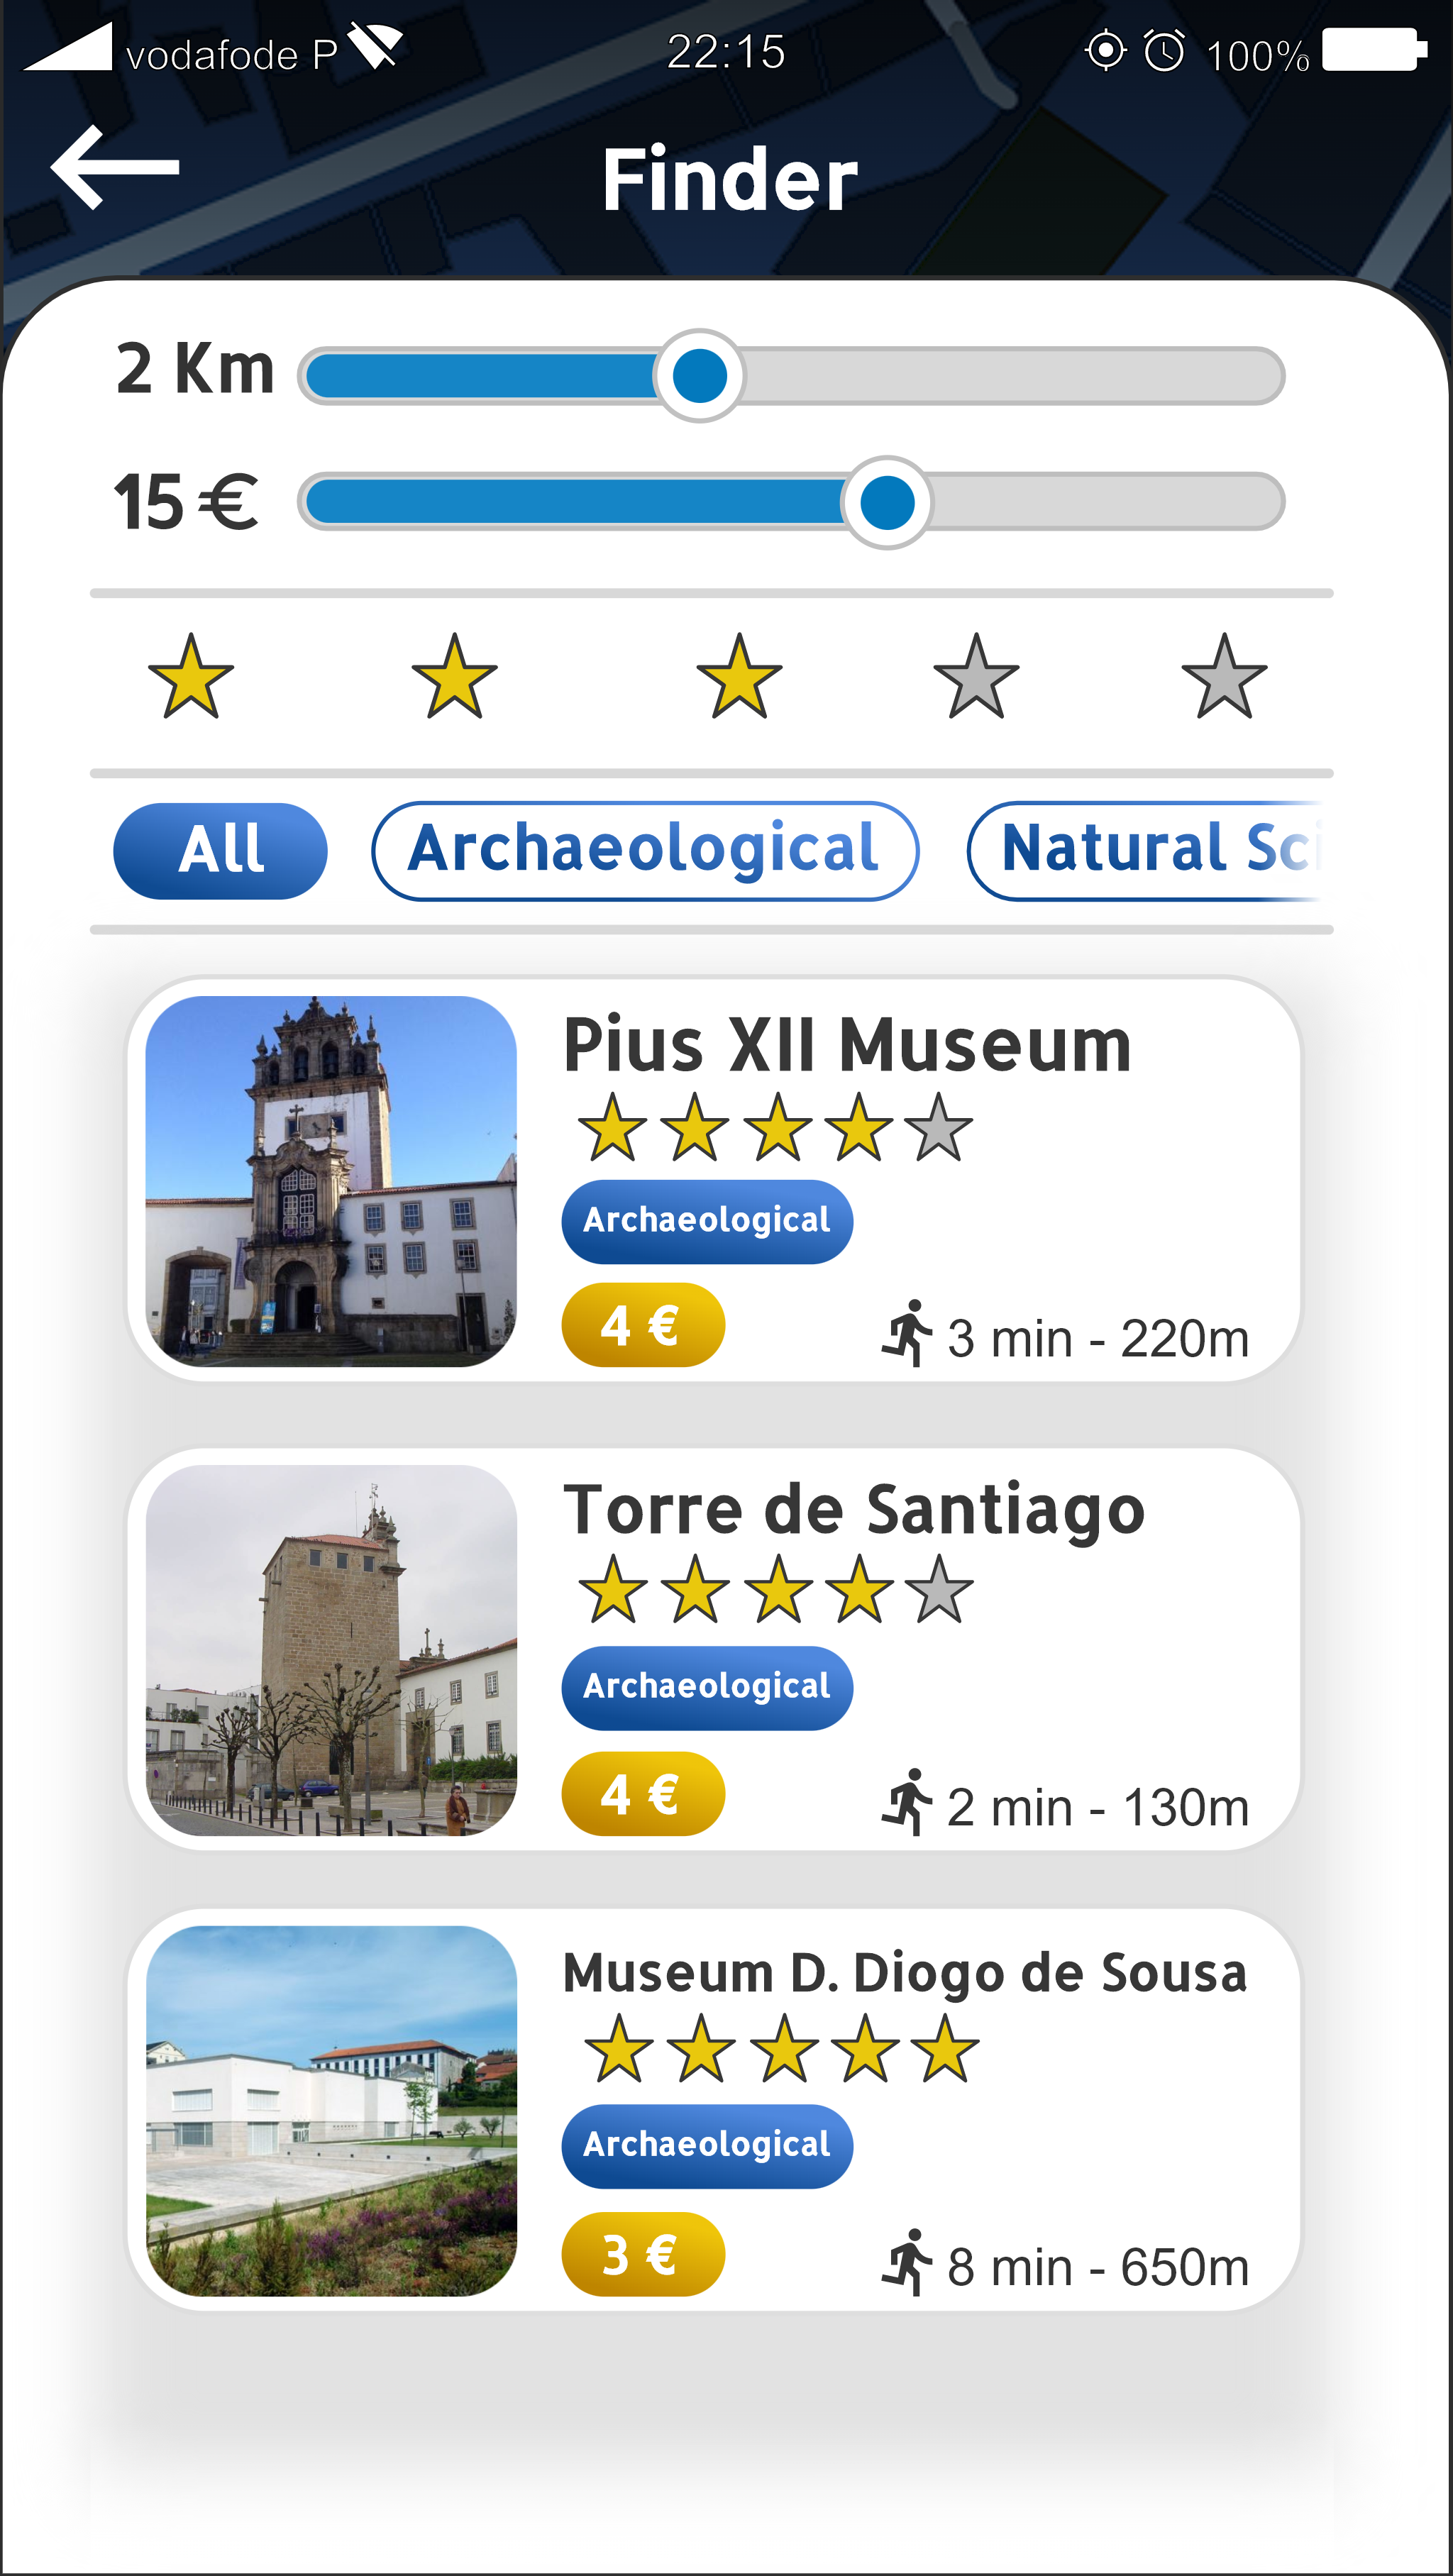 vodafode P 22:15 100%
Finder
2 Km
15 €
All Archaeological Natural Sci
Pius XII Museum
Archaeological
4 €
3 min - 220m
Torre de Santiago
Archaeological
4 €
2 min - 130m
Museum D. Diogo de Sousa
Archaeological
3 €
8 min - 650m